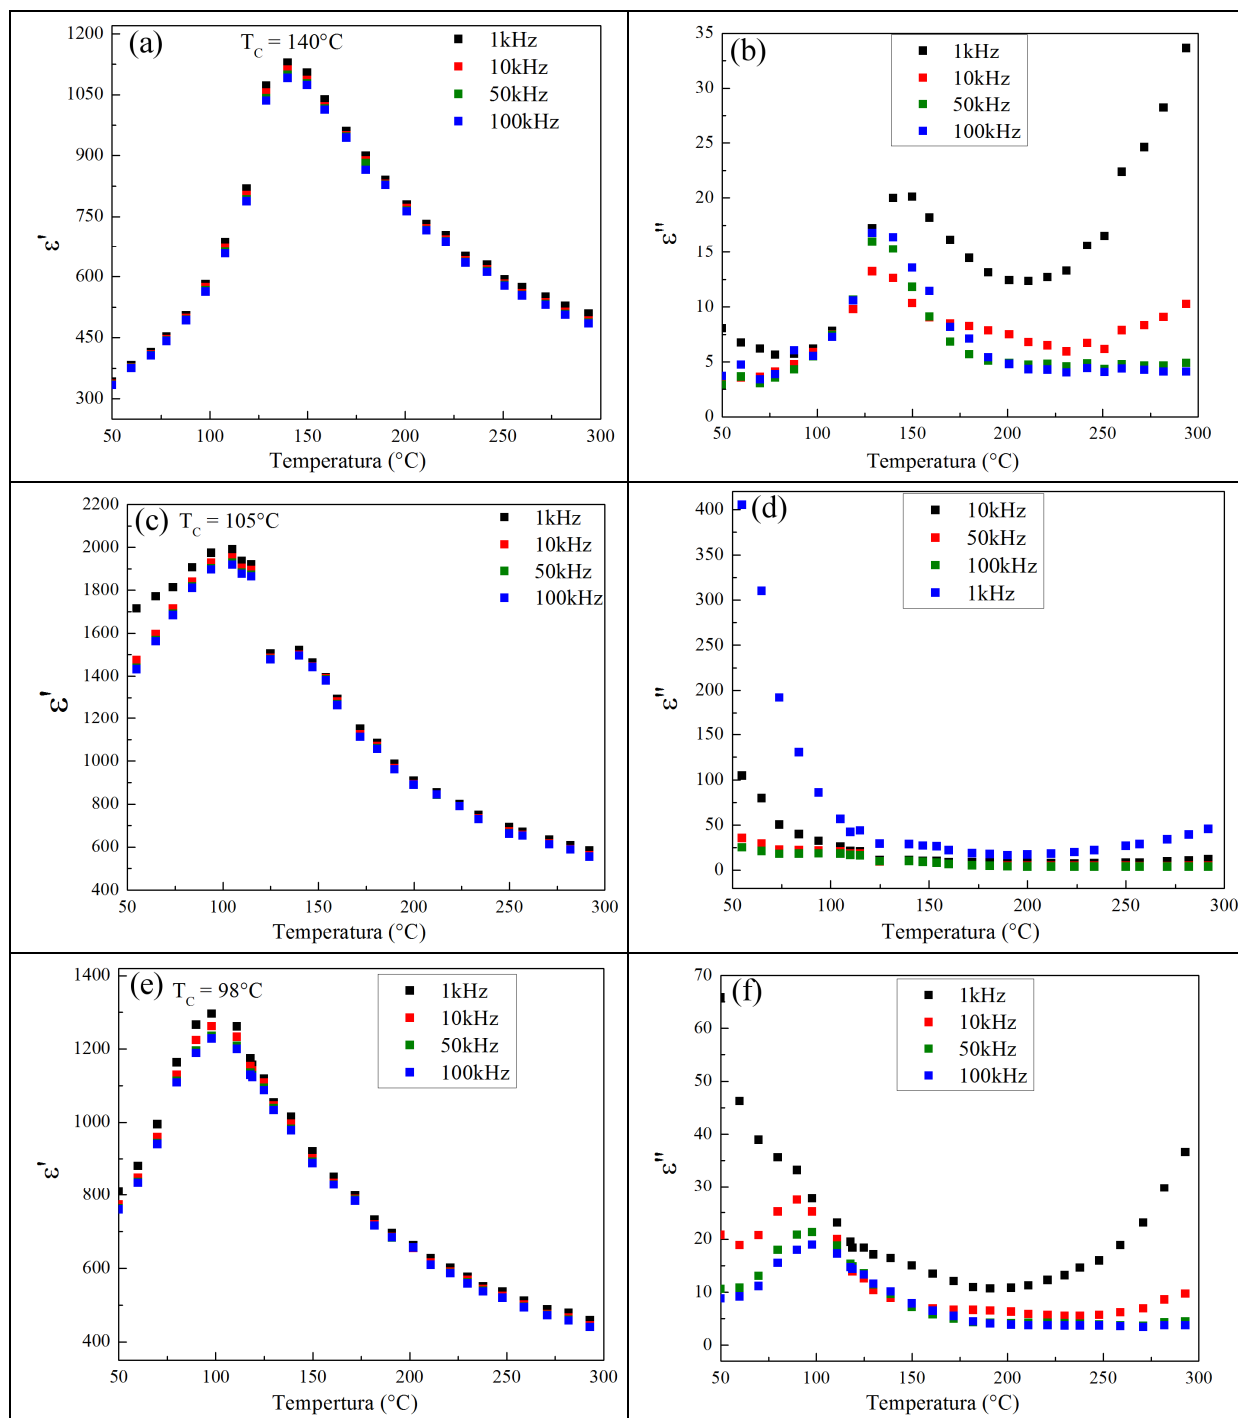 (a)
T_C = 140°C
1kHz
10kHz
50kHz
100kHz
1200
1050
900
750
600
450
300
ε'
50 100 150 200 250 300
Temperatura (°C)
(b)
1kHz
10kHz
50kHz
100kHz
35
30
25
20
15
10
5
0
ε''
50 100 150 200 250 300
Temperatura (°C)
(c)
T_C = 105°C
1kHz
10kHz
50kHz
100kHz
2200
2000
1800
1600
1400
1200
1000
800
600
400
ε'
50 100 150 200 250 300
Temperatura (°C)
(d)
10kHz
50kHz
100kHz
1kHz
400
350
300
250
200
150
100
50
0
ε''
50 100 150 200 250 300
Temperatura (°C)
(e)
T_C = 98°C
1kHz
10kHz
50kHz
100kHz
1400
1200
1000
800
600
400
ε'
50 100 150 200 250 300
Tempertura (°C)
(f)
1kHz
10kHz
50kHz
100kHz
70
60
50
40
30
20
10
0
ε''
50 100 150 200 250 300
Temperatura (°C)